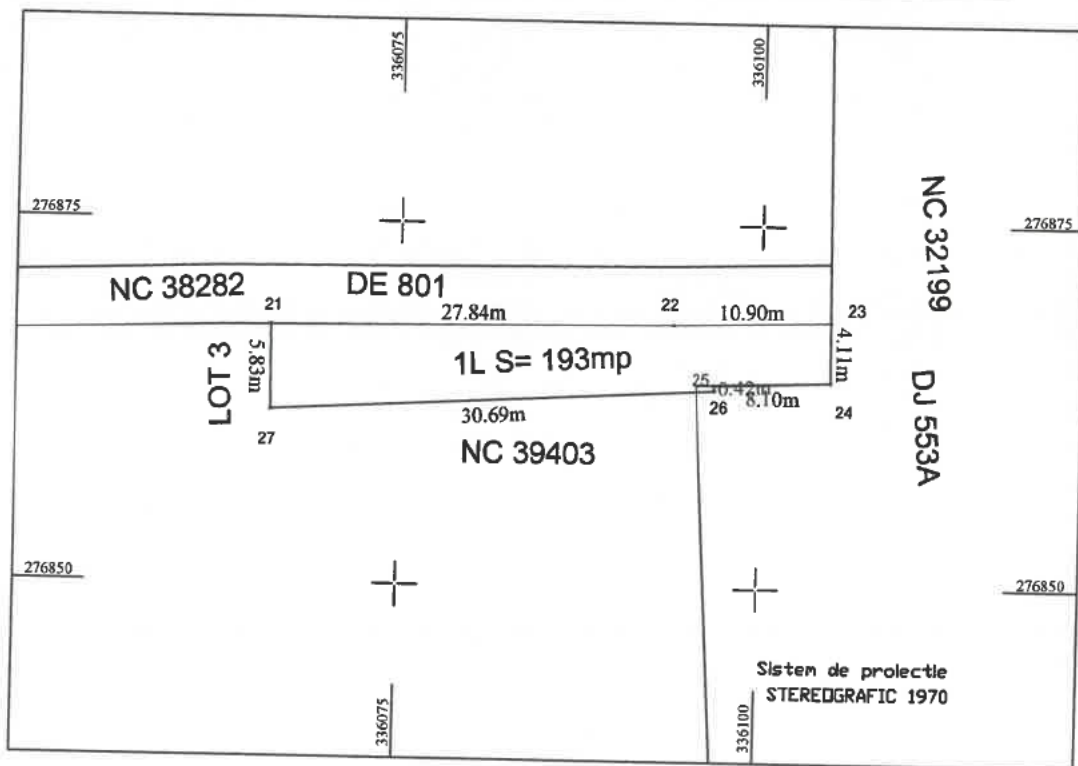 336075
336100
276875
276875
NC 32199
DJ 553A
NC 38282
DE 801
21
27.84m
22
10.90m
23
LOT 3
5.83m
1L S= 193mp
4.11m
25
0.42m
8.10m
30.69m
26
24
27
NC 39403
276850
276850
Sistem de proiectie
STEREOGRAFIC 1970
336075
336100